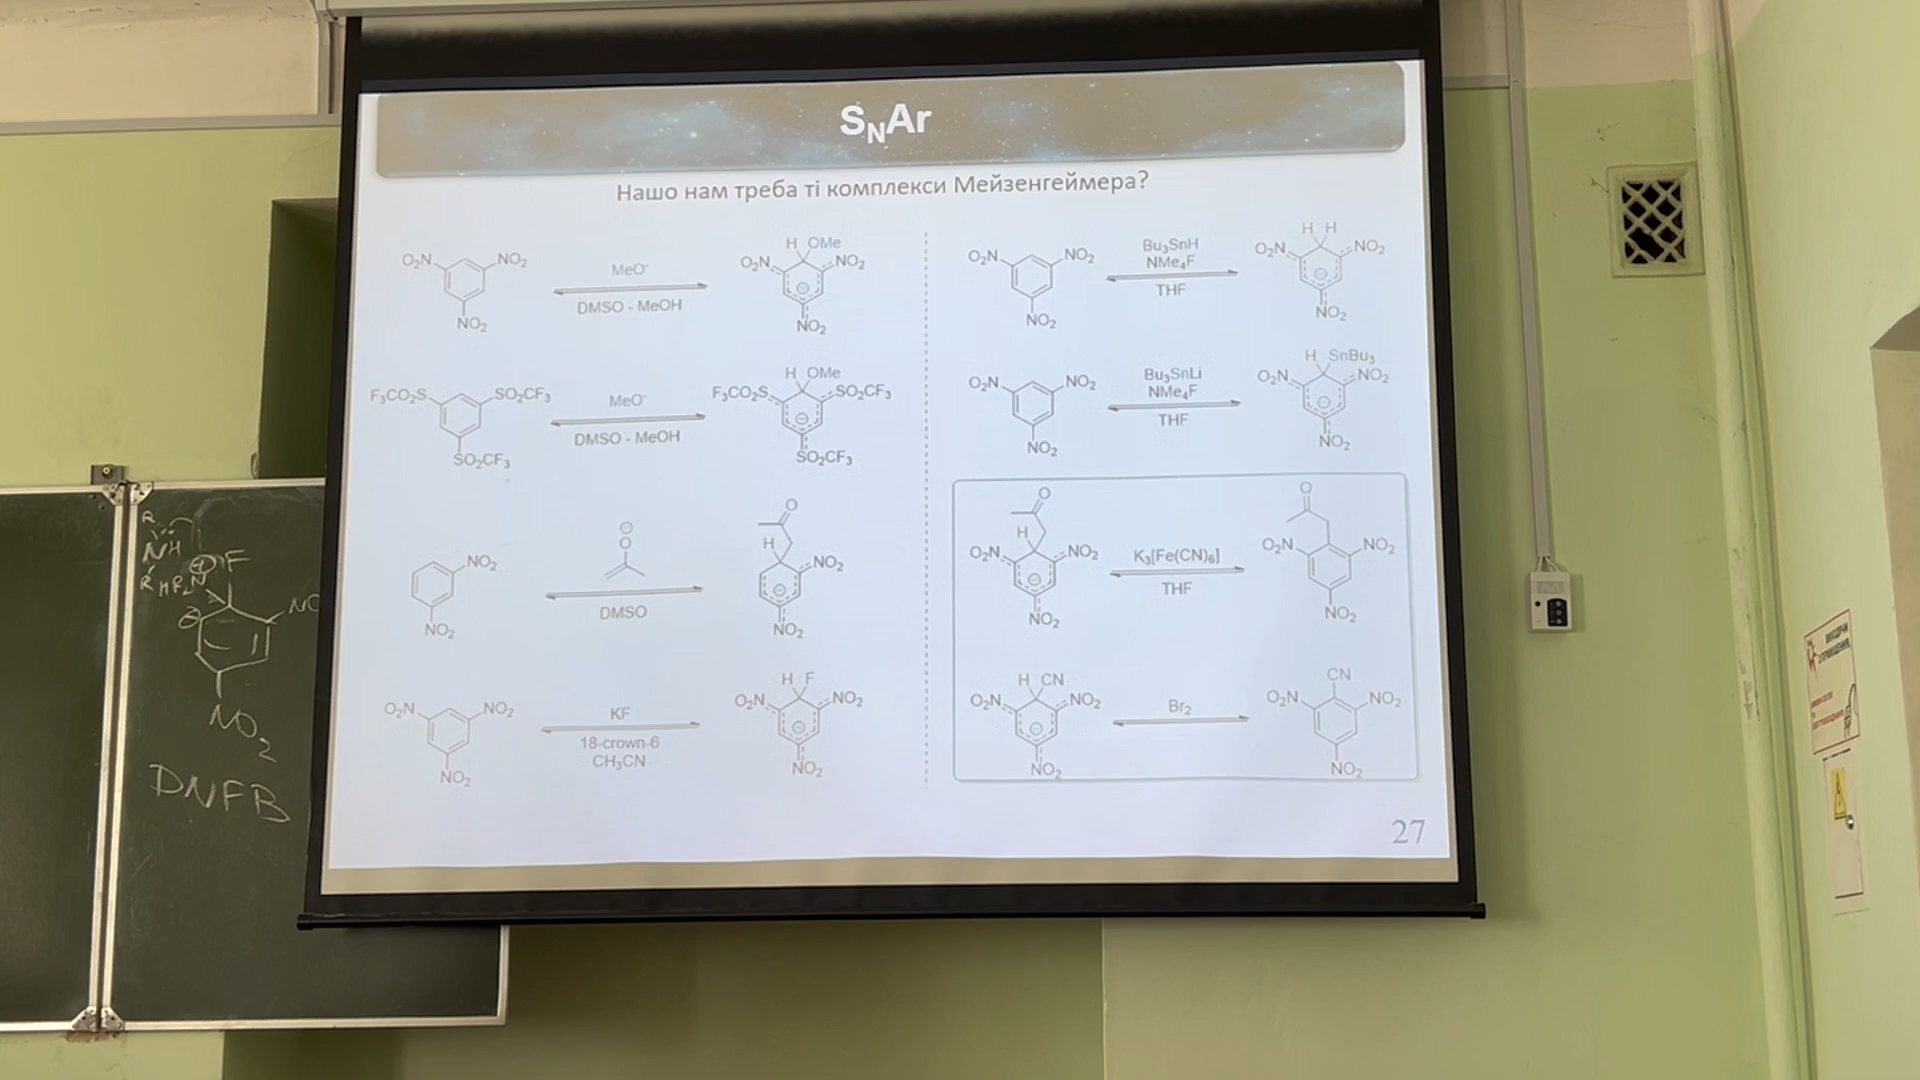 SNAr
Нашо нам треба ті комплекси Мейзенгеймера?
O2N NO2 NO2
MeO-
DMSO - MeOH
H OMe
O2N NO2 NO2
F3CO2S SO2CF3 SO2CF3
MeO-
DMSO - MeOH
H OMe
F3CO2S SO2CF3 SO2CF3
NO2 NO2
O
DMSO
O
H
NO2 NO2
O2N NO2 NO2
KF
18-crown-6
CH3CN
H F
O2N NO2 NO2
O2N NO2 NO2
Bu3SnH
NMe4F
THF
H H
O2N NO2 NO2
O2N NO2 NO2
Bu3SnLi
NMe4F
THF
H SnBu3
O2N NO2 NO2
O
H
O2N NO2 NO2
K3[Fe(CN)6]
THF
O
O2N NO2 NO2
H CN
O2N NO2 NO2
Br2
CN
O2N NO2 NO2
27
R
NH
F
NO2
DNFB